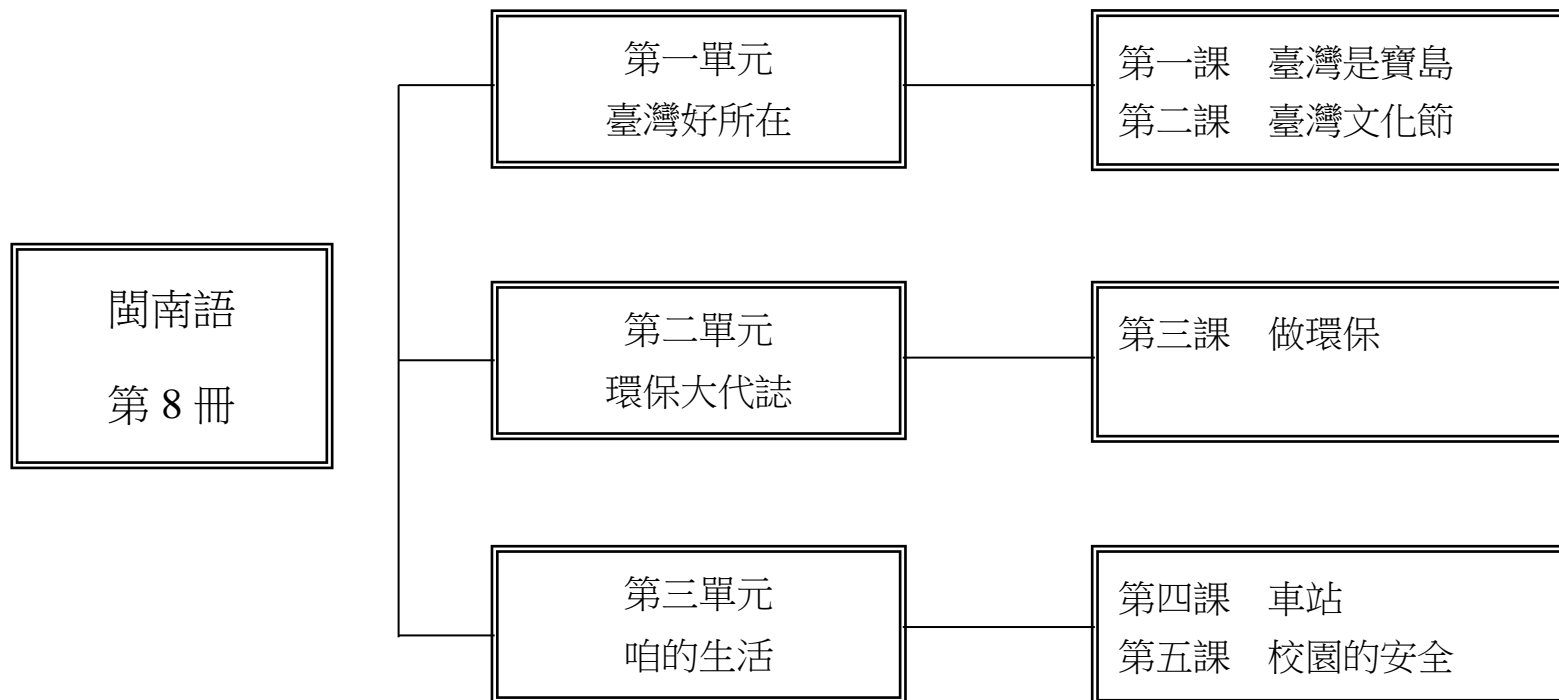 閩南語
第 8 冊
第一單元
臺灣好所在
第一課　臺灣是寶島
第二課　臺灣文化節
第二單元
環保大代誌
第三課　做環保
第三單元
咱的生活
第四課　車站
第五課　校園的安全